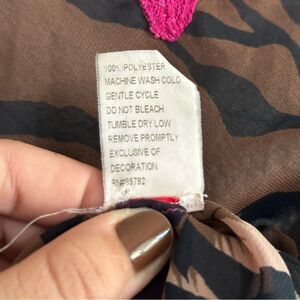 100% POLYESTER
MACHINE WASH COLD
GENTLE CYCLE
DO NOT BLEACH
TUMBLE DRY LOW
REMOVE PROMPTLY
EXCLUSIVE OF
DECORATION
RN#89782